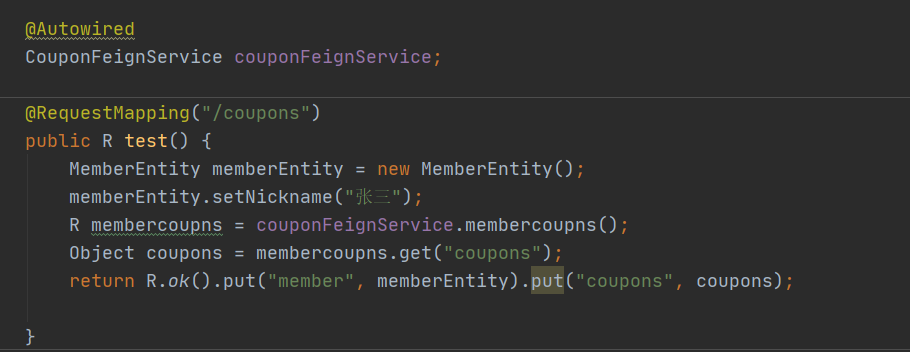 @Autowired
CouponFeignService couponFeignService;
@RequestMapping("/coupons")
public R test() {
MemberEntity memberEntity = new MemberEntity();
memberEntity.setNickname("张三");
R membercoupns = couponFeignService.membercoupns();
Object coupons = membercoupns.get("coupons");
return R.ok().put("member", memberEntity).put("coupons", coupons);
}